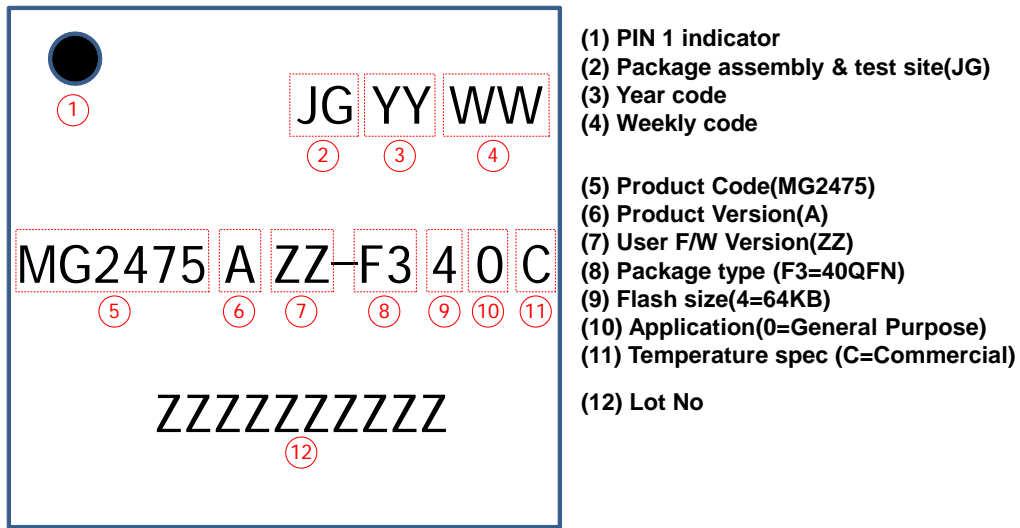 JG YY WW
1
2 3 4
MG2475 A ZZ-F3 4 0 C
5 6 7 8 9 10 11
ZZZZZZZZZZ
12
(1) PIN 1 indicator
(2) Package assembly & test site(JG)
(3) Year code
(4) Weekly code
(5) Product Code(MG2475)
(6) Product Version(A)
(7) User F/W Version(ZZ)
(8) Package type (F3=40QFN)
(9) Flash size(4=64KB)
(10) Application(0=General Purpose)
(11) Temperature spec (C=Commercial)
(12) Lot No